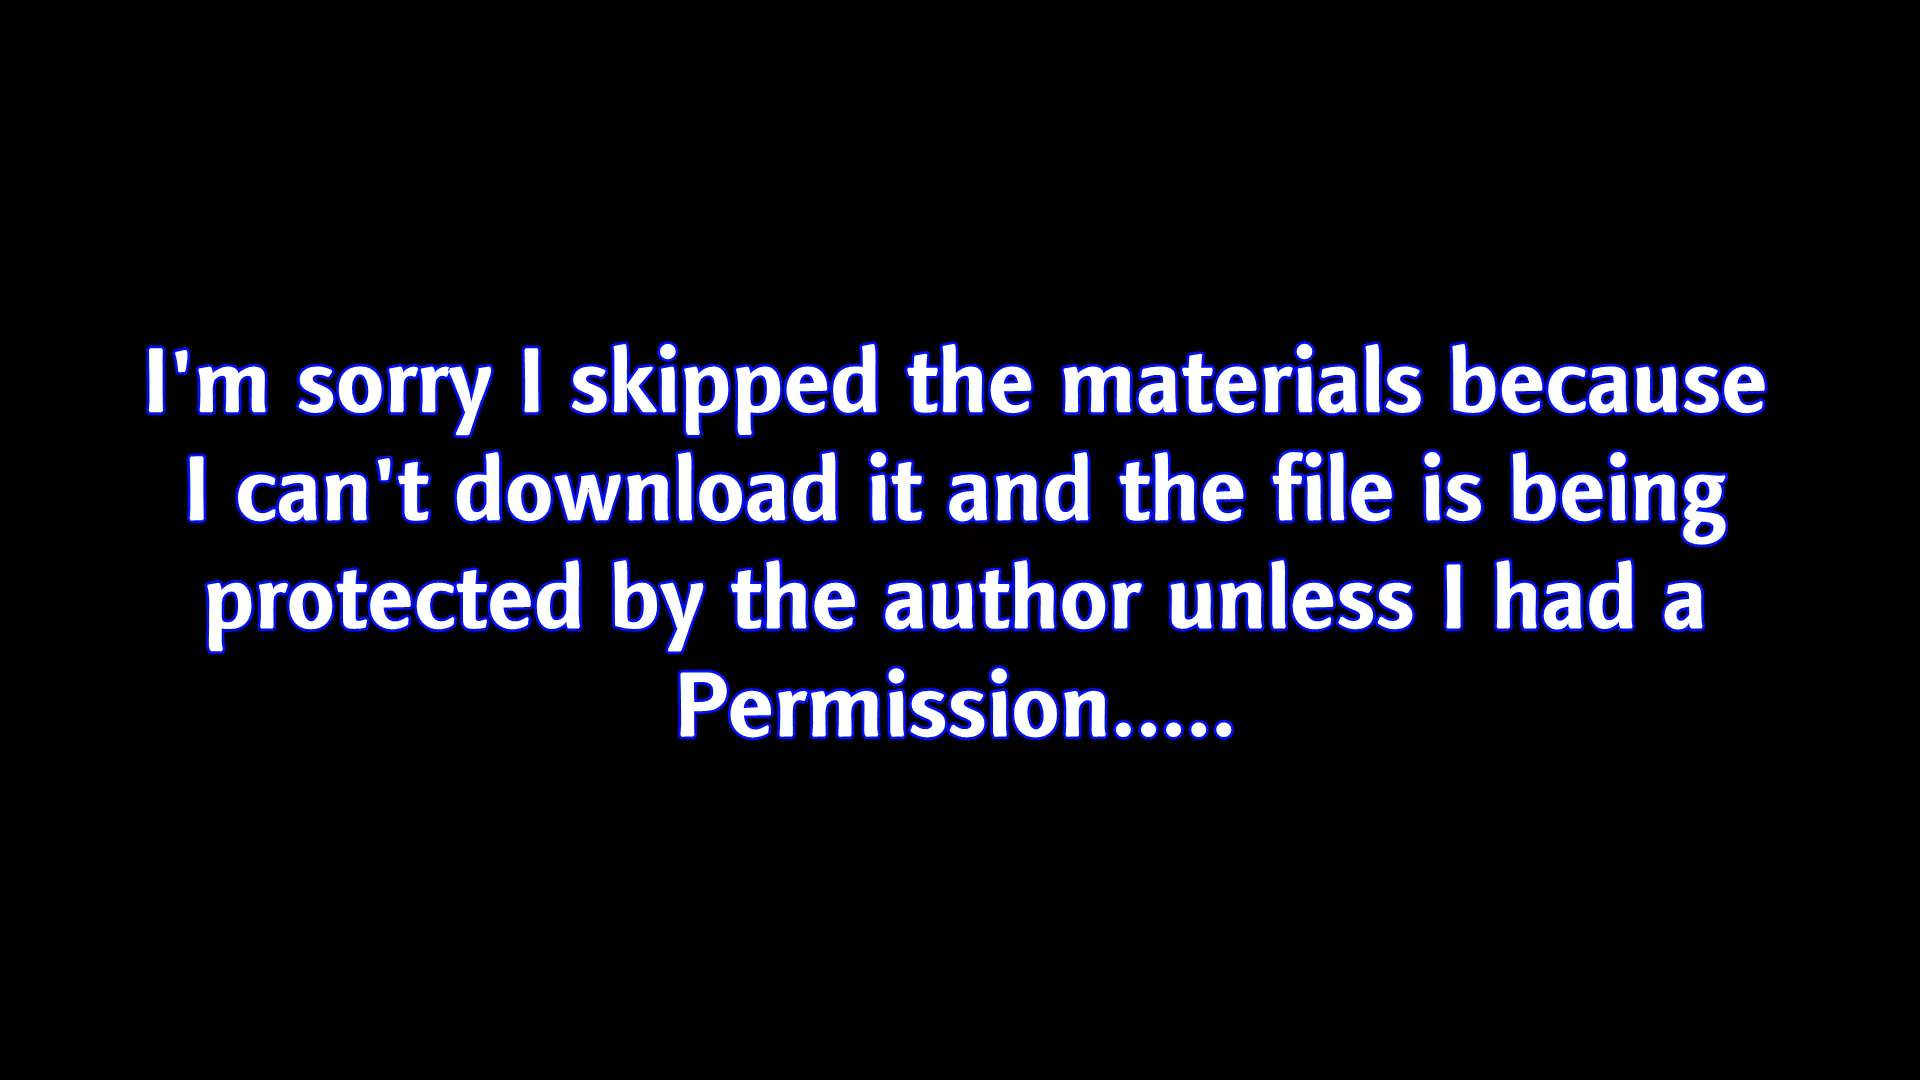 I'm sorry I skipped the materials because
I can't download it and the file is being
protected by the author unless I had a
Permission.....